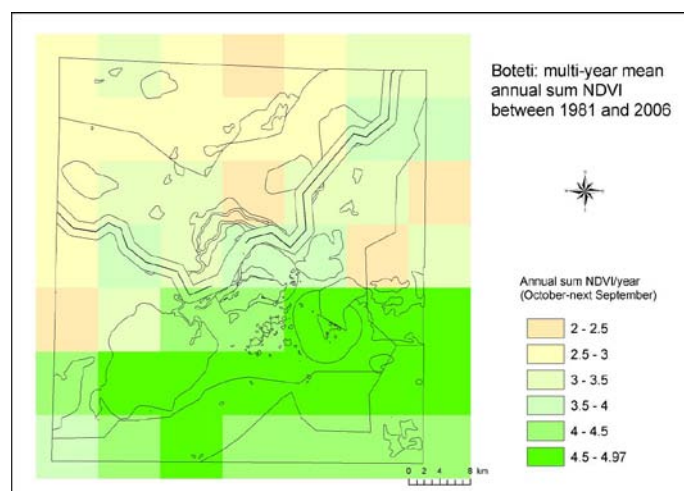 Boteti: multi-year mean
annual sum NDVI
between 1981 and 2006
Annual sum NDVI/year
(October-next September)
2 - 2.5
2.5 - 3
3 - 3.5
3.5 - 4
4 - 4.5
4.5 - 4.97
0 2 4 8
km